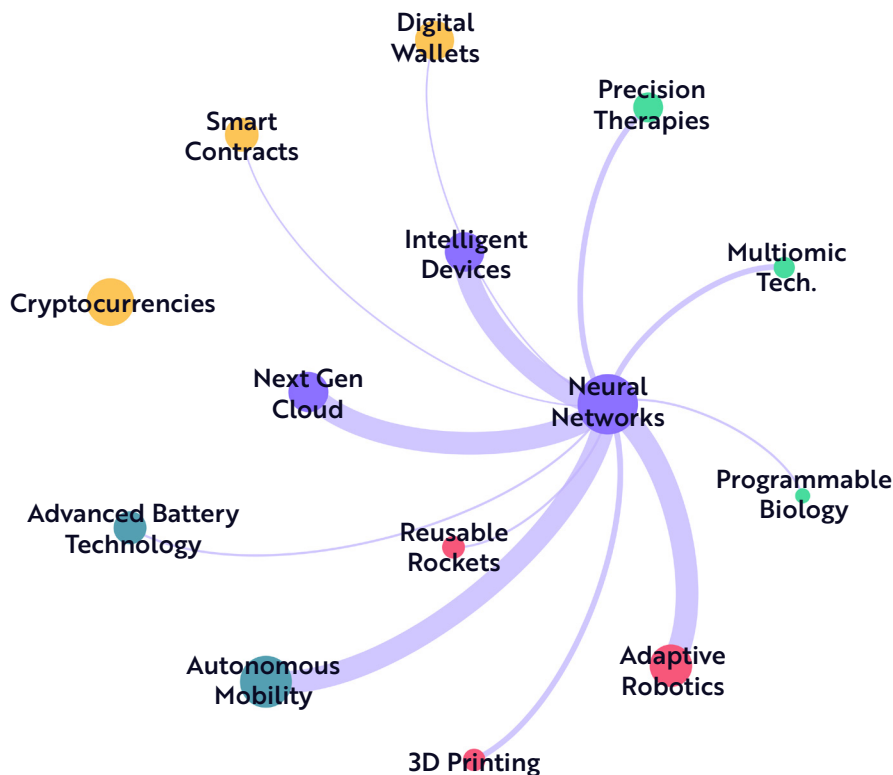 Digital
Wallets
Precision
Therapies
Smart
Contracts
Intelligent
Devices
Multiomic
Tech.
Cryptocurrencies
Next Gen
Cloud
Neural
Networks
Programmable
Biology
Advanced Battery
Technology
Reusable
Rockets
Autonomous
Mobility
Adaptive
Robotics
3D Printing